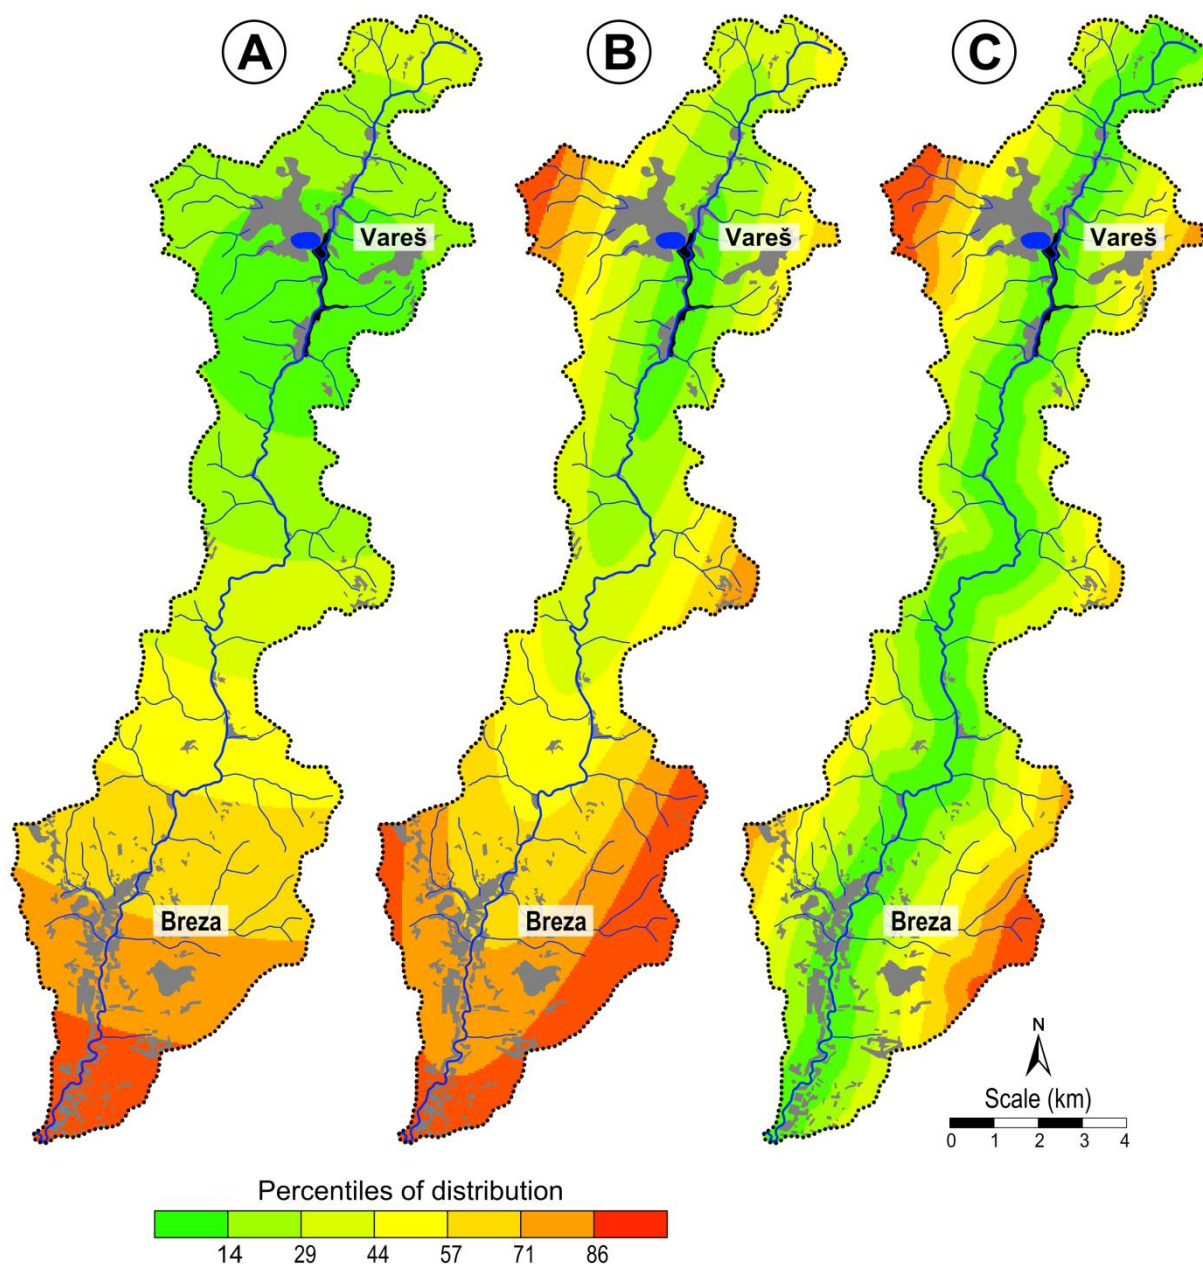 A B C
Vareš Vareš Vareš
Breza Breza Breza
N
Scale (km)
0 1 2 3 4
Percentiles of distribution
14 29 44 57 71 86